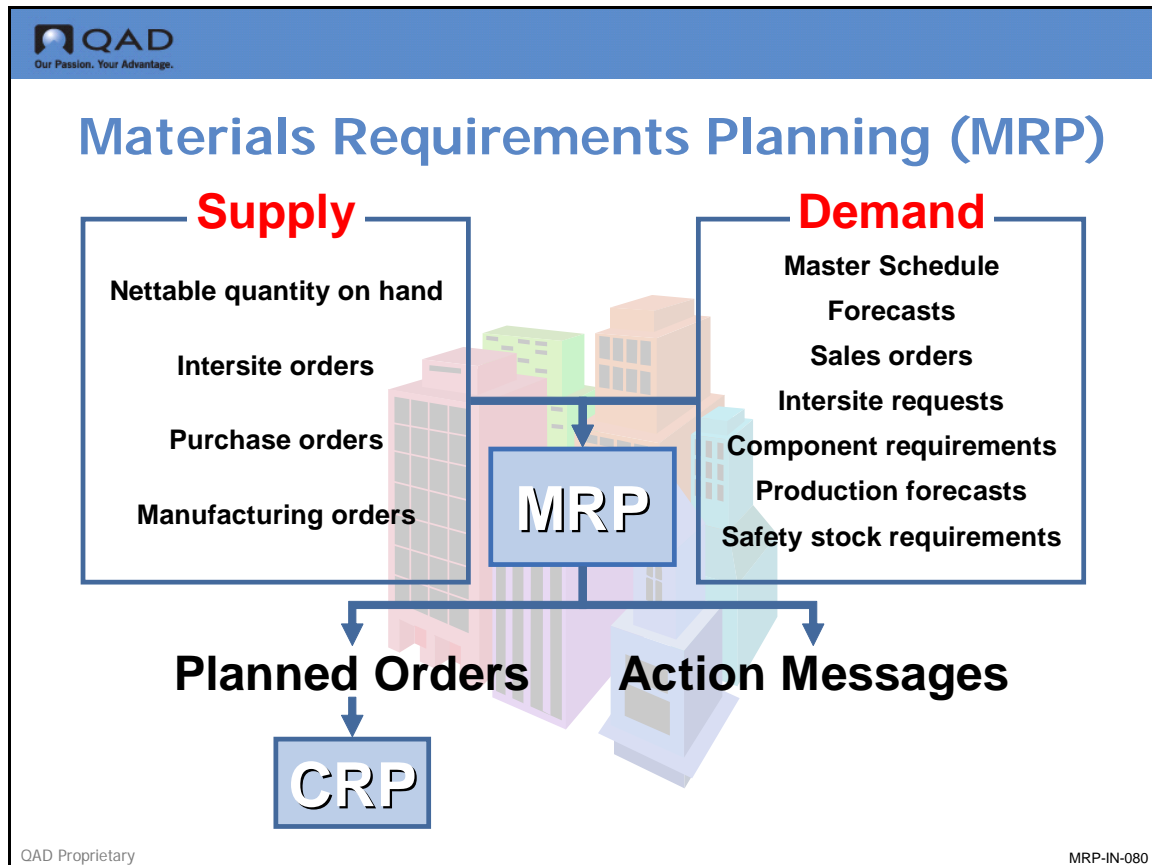 QAD
Our Passion. Your Advantage.
Materials Requirements Planning (MRP)
Supply
Nettable quantity on hand
Intersite orders
Purchase orders
Manufacturing orders
Demand
Master Schedule
Forecasts
Sales orders
Intersite requests
Component requirements
Production forecasts
Safety stock requirements
MRP
Planned Orders
Action Messages
CRP
QAD Proprietary
MRP-IN-080